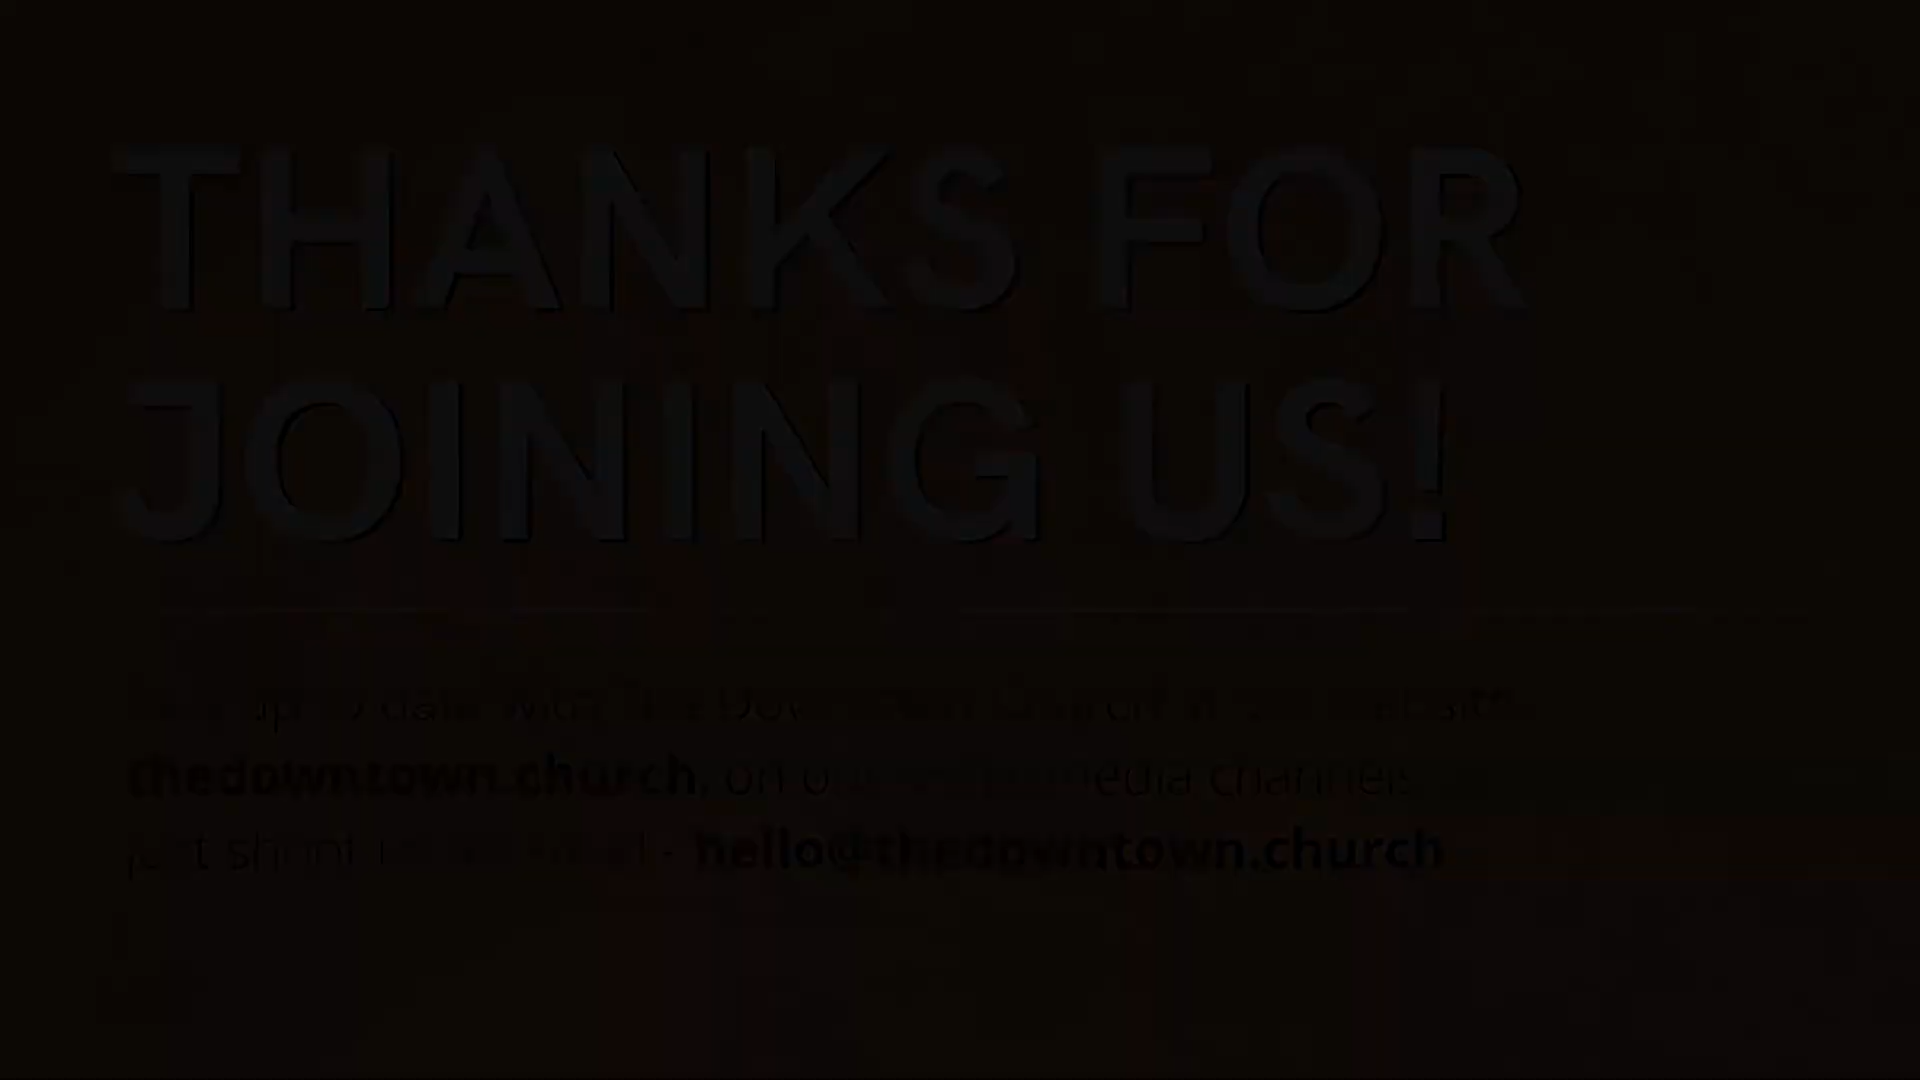 THANKS FOR
JOINING US!
up to date with The Downtown Church at our website,
thedowntown.church, on our media channels
just shoot - hello@thedowntown.church